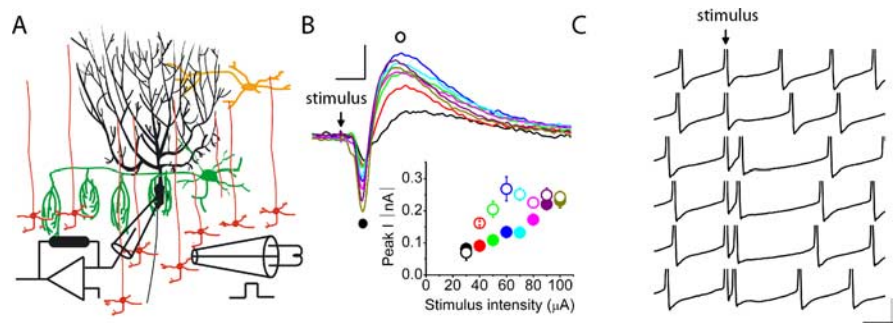 A
B
stimulus
Peak I |nA|
0.3
0.2
0.1
0.0
0 20 40 60 80 100
Stimulus intensity (μA)
C
stimulus